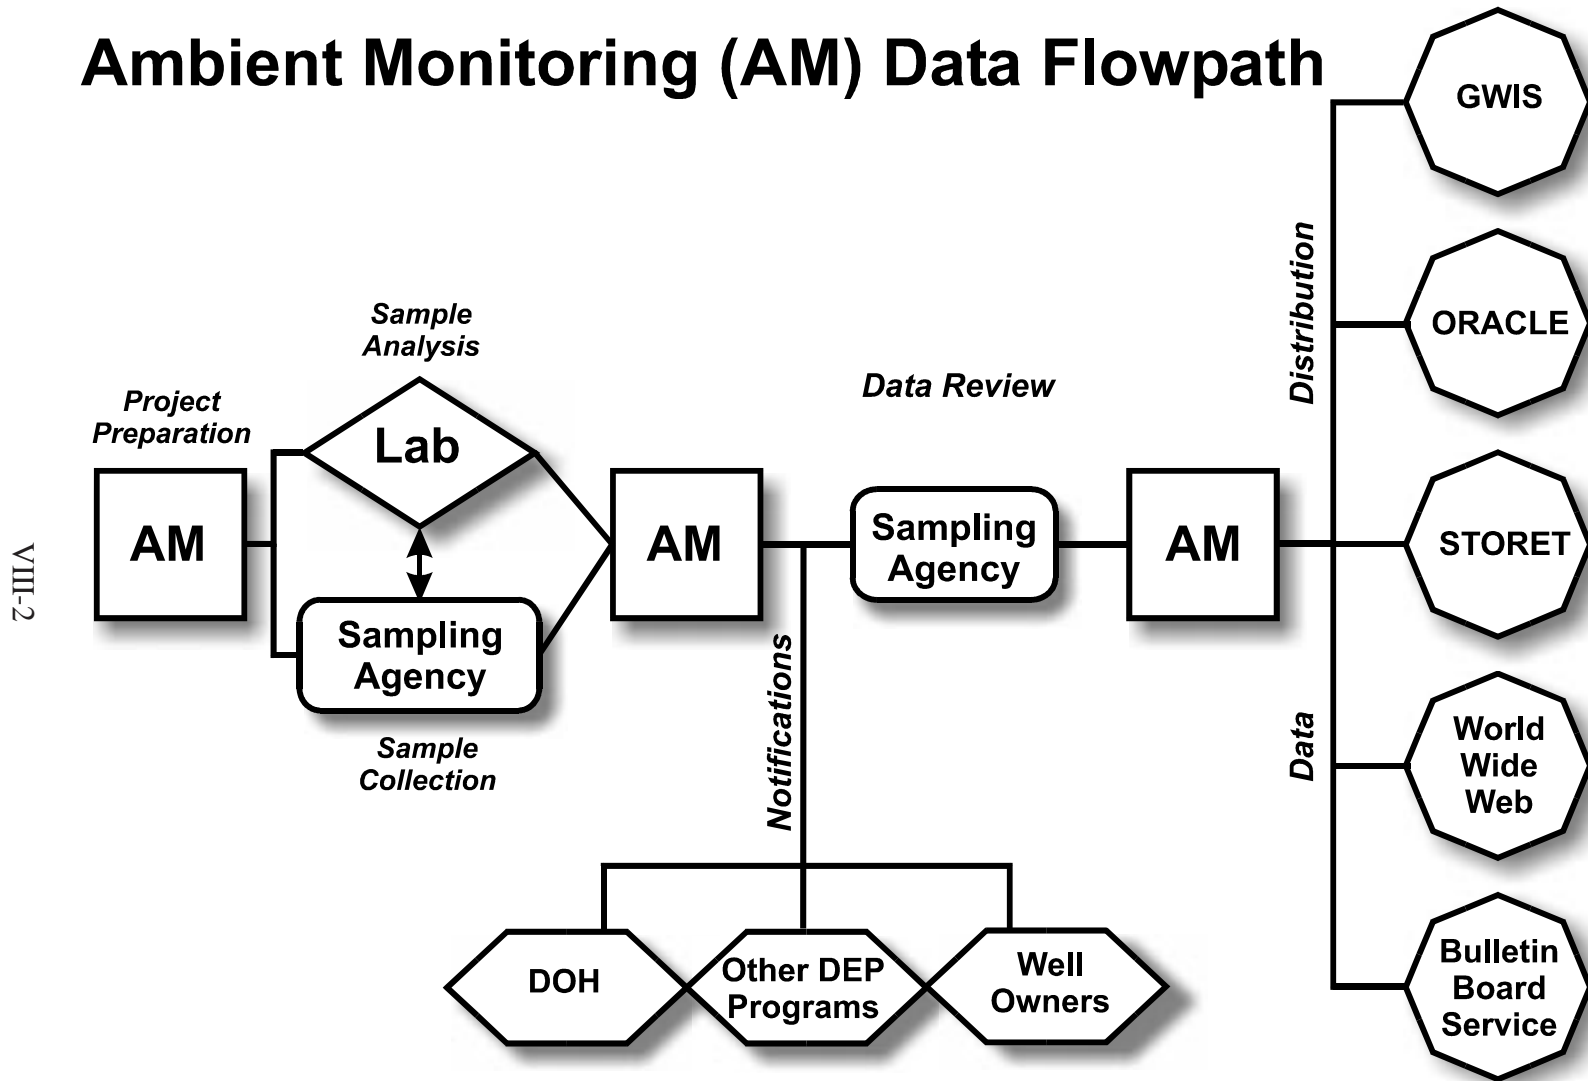 Ambient Monitoring (AM) Data Flowpath
GWIS
Distribution
ORACLE
Sample
Analysis
Data Review
Project
Preparation
Lab
AM
AM
Sampling
Agency
AM
STORET
VIII-2
Sampling
Agency
Notifications
Sample
Collection
Data
World
Wide
Web
DOH
Other DEP
Programs
Well
Owners
Bulletin
Board
Service